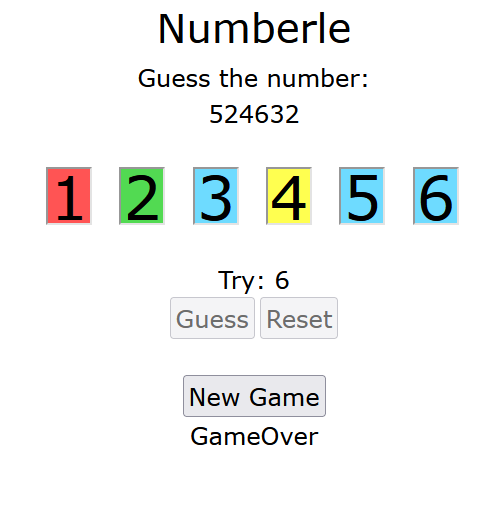 Numberle
Guess the number:
524632
1 2 3 4 5 6
Try: 6
Guess Reset
New Game
GameOver